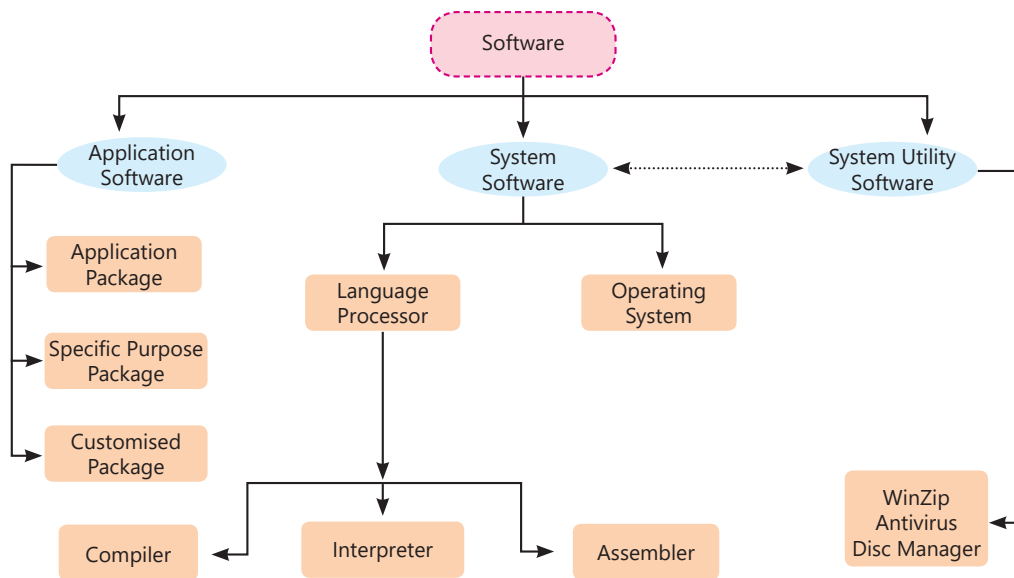 Software
Application
Software
System
Software
System Utility
Software
Application
Package
Language
Processor
Operating
System
Specific Purpose
Package
Customised
Package
WinZip
Antivirus
Disc Manager
Compiler
Interpreter
Assembler